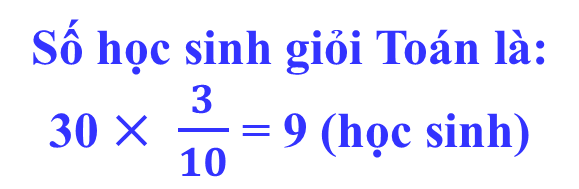 Số học sinh giỏi Toán là:
30 × 3/10 = 9 (học sinh)